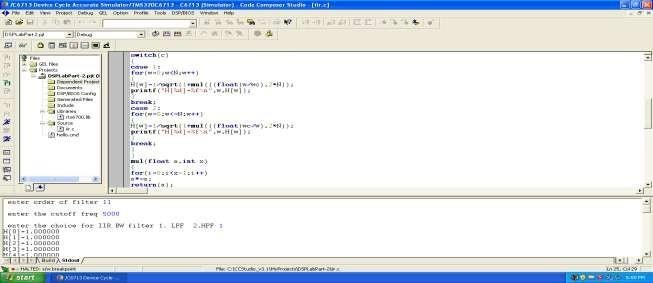 C6713 Device Cycle Accurate Simulator/TMS320C6713 - C6713 (Simulator) - Code Composer Studio - [iir.c]
File Edit View Project Debug GEL Option Profile Tools DSP/BIOS Window Help
DSPLabPart-2.pjt
Debug
Files
GEL files
Projects
DSPLabPart-2.pjt (D
Dependent Project
Documents
DSP/BIOS Config
Generated Files
Include
Libraries
rts6700.lib
Source
iir.c
hello.cmd
switch(c)
{
case 1:
for(w=0;w<N;w++)
{
H[w]=1/sqrt(1+mul(((float)w/wc),2*N));
printf("H[%d]=%f\n",w,H[w]);
}
break;
case 2:
for(w=0;w<=N;w++)
{
H[w]=1/sqrt(1+mul(((float)wc/w),2*N));
printf("H[%d]=%f\n",w,H[w]);
}
break;
}
}
mul(float a,int x)
{
for(i=0;i<x-1;i++)
a*=a;
return(a);
enter order of filter 11
enter the cutoff freq 5000
enter the choice for IIR BW filter 1. LPF 2.HPF 1
H[0]=1.000000
H[1]=1.000000
H[2]=1.000000
H[3]=1.000000
H[4]=1.000000
Build
Stdout
HALTED: s/w breakpoint
File: C:\CCStudio_v3.1\MyProjects\DSPLabPart-2\iir.c
Ln 25, Col 29
start
C6713 Device Cycle ...